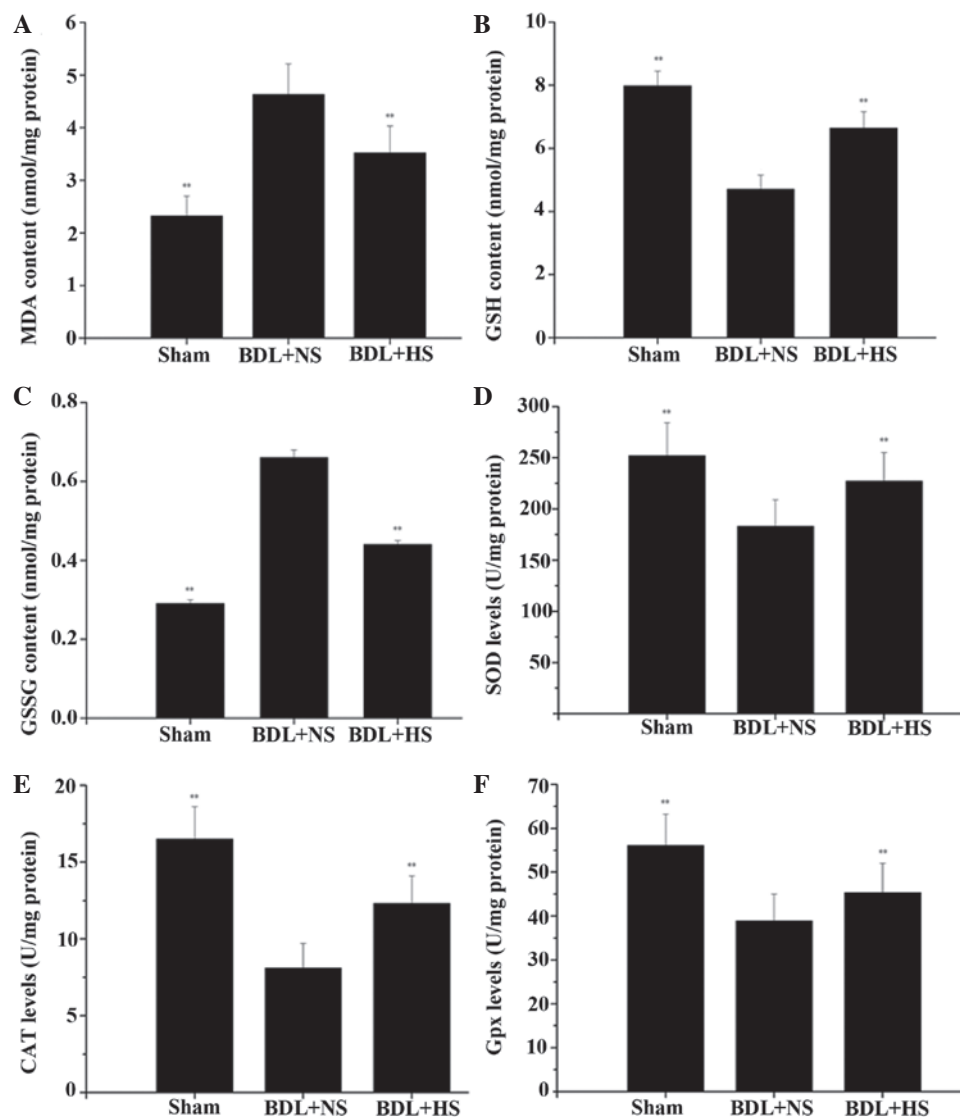 A
MDA content (nmol/mg protein)
6
5
4
3
2
1
0
**
**
Sham BDL+NS BDL+HS
B
GSH content (nmol/mg protein)
10
8
6
4
2
0
**
**
Sham BDL+NS BDL+HS
C
GSSG content (nmol/mg protein)
0.8
0.6
0.4
0.2
0.0
**
**
Sham BDL+NS BDL+HS
D
SOD levels (U/mg protein)
300
250
200
150
100
50
**
**
Sham BDL+NS BDL+HS
E
CAT levels (U/mg protein)
20
15
10
5
0
**
**
Sham BDL+NS BDL+HS
F
Gpx levels (U/mg protein)
70
60
50
40
30
20
10
0
**
**
Sham BDL+NS BDL+HS